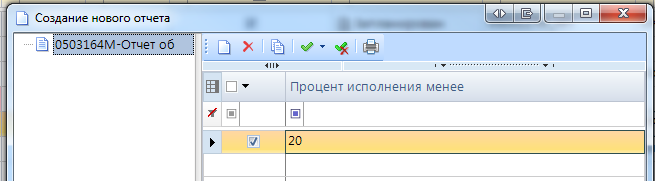 Создание нового отчета
0503164М-Отчет об
Процент исполнения менее
20